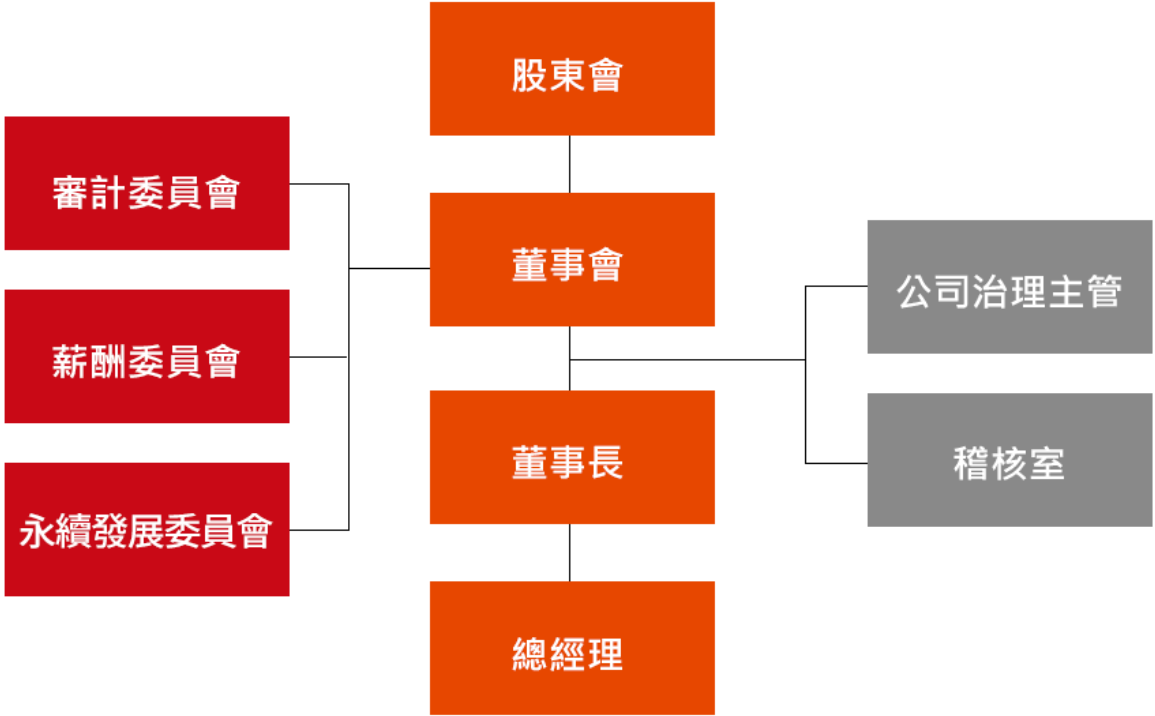 股東會
審計委員會
董事會
公司治理主管
薪酬委員會
董事長
稽核室
永續發展委員會
總經理